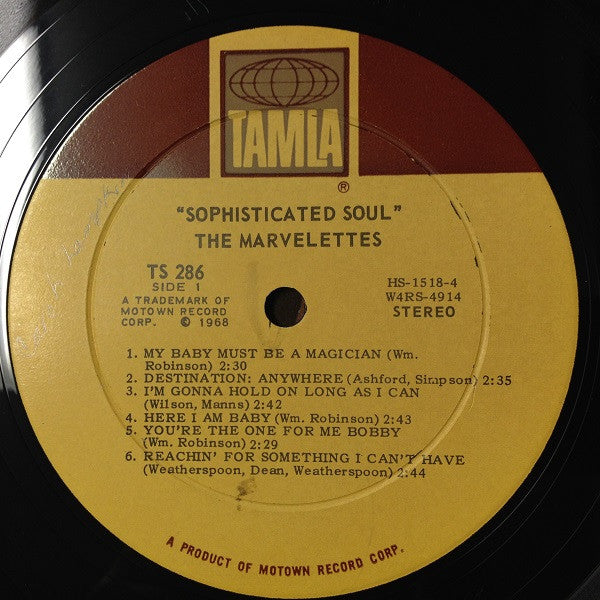 TAMLA
®
"SOPHISTICATED SOUL"
THE MARVELETTES
TS 286
SIDE 1
A TRADEMARK OF
MOTOWN RECORD
CORP. © 1968
HS-1518-4
W4RS-4914
STEREO
1. MY BABY MUST BE A MAGICIAN (Wm.
Robinson) 2:30
2. DESTINATION: ANYWHERE (Ashford, Simpson) 2:35
3. I'M GONNA HOLD ON LONG AS I CAN
(Wilson, Manns) 2:42
4. HERE I AM BABY (Wm. Robinson) 2:43
5. YOU'RE THE ONE FOR ME BOBBY
(Wm. Robinson) 2:29
6. REACHIN' FOR SOMETHING I CAN'T HAVE
(Weatherspoon, Dean, Weatherspoon) 2:44
A PRODUCT OF MOTOWN RECORD CORP.